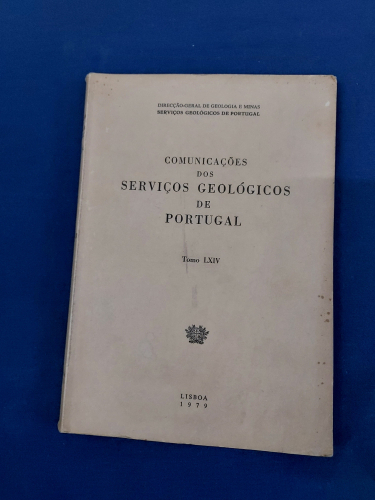 DIRECÇÃO-GERAL DE GEOLOGIA E MINAS
SERVIÇOS GEOLÓGICOS DE PORTUGAL
COMUNICAÇÕES
DOS
SERVIÇOS GEOLÓGICOS
DE
PORTUGAL
Tomo LXIV
LISBOA
1979